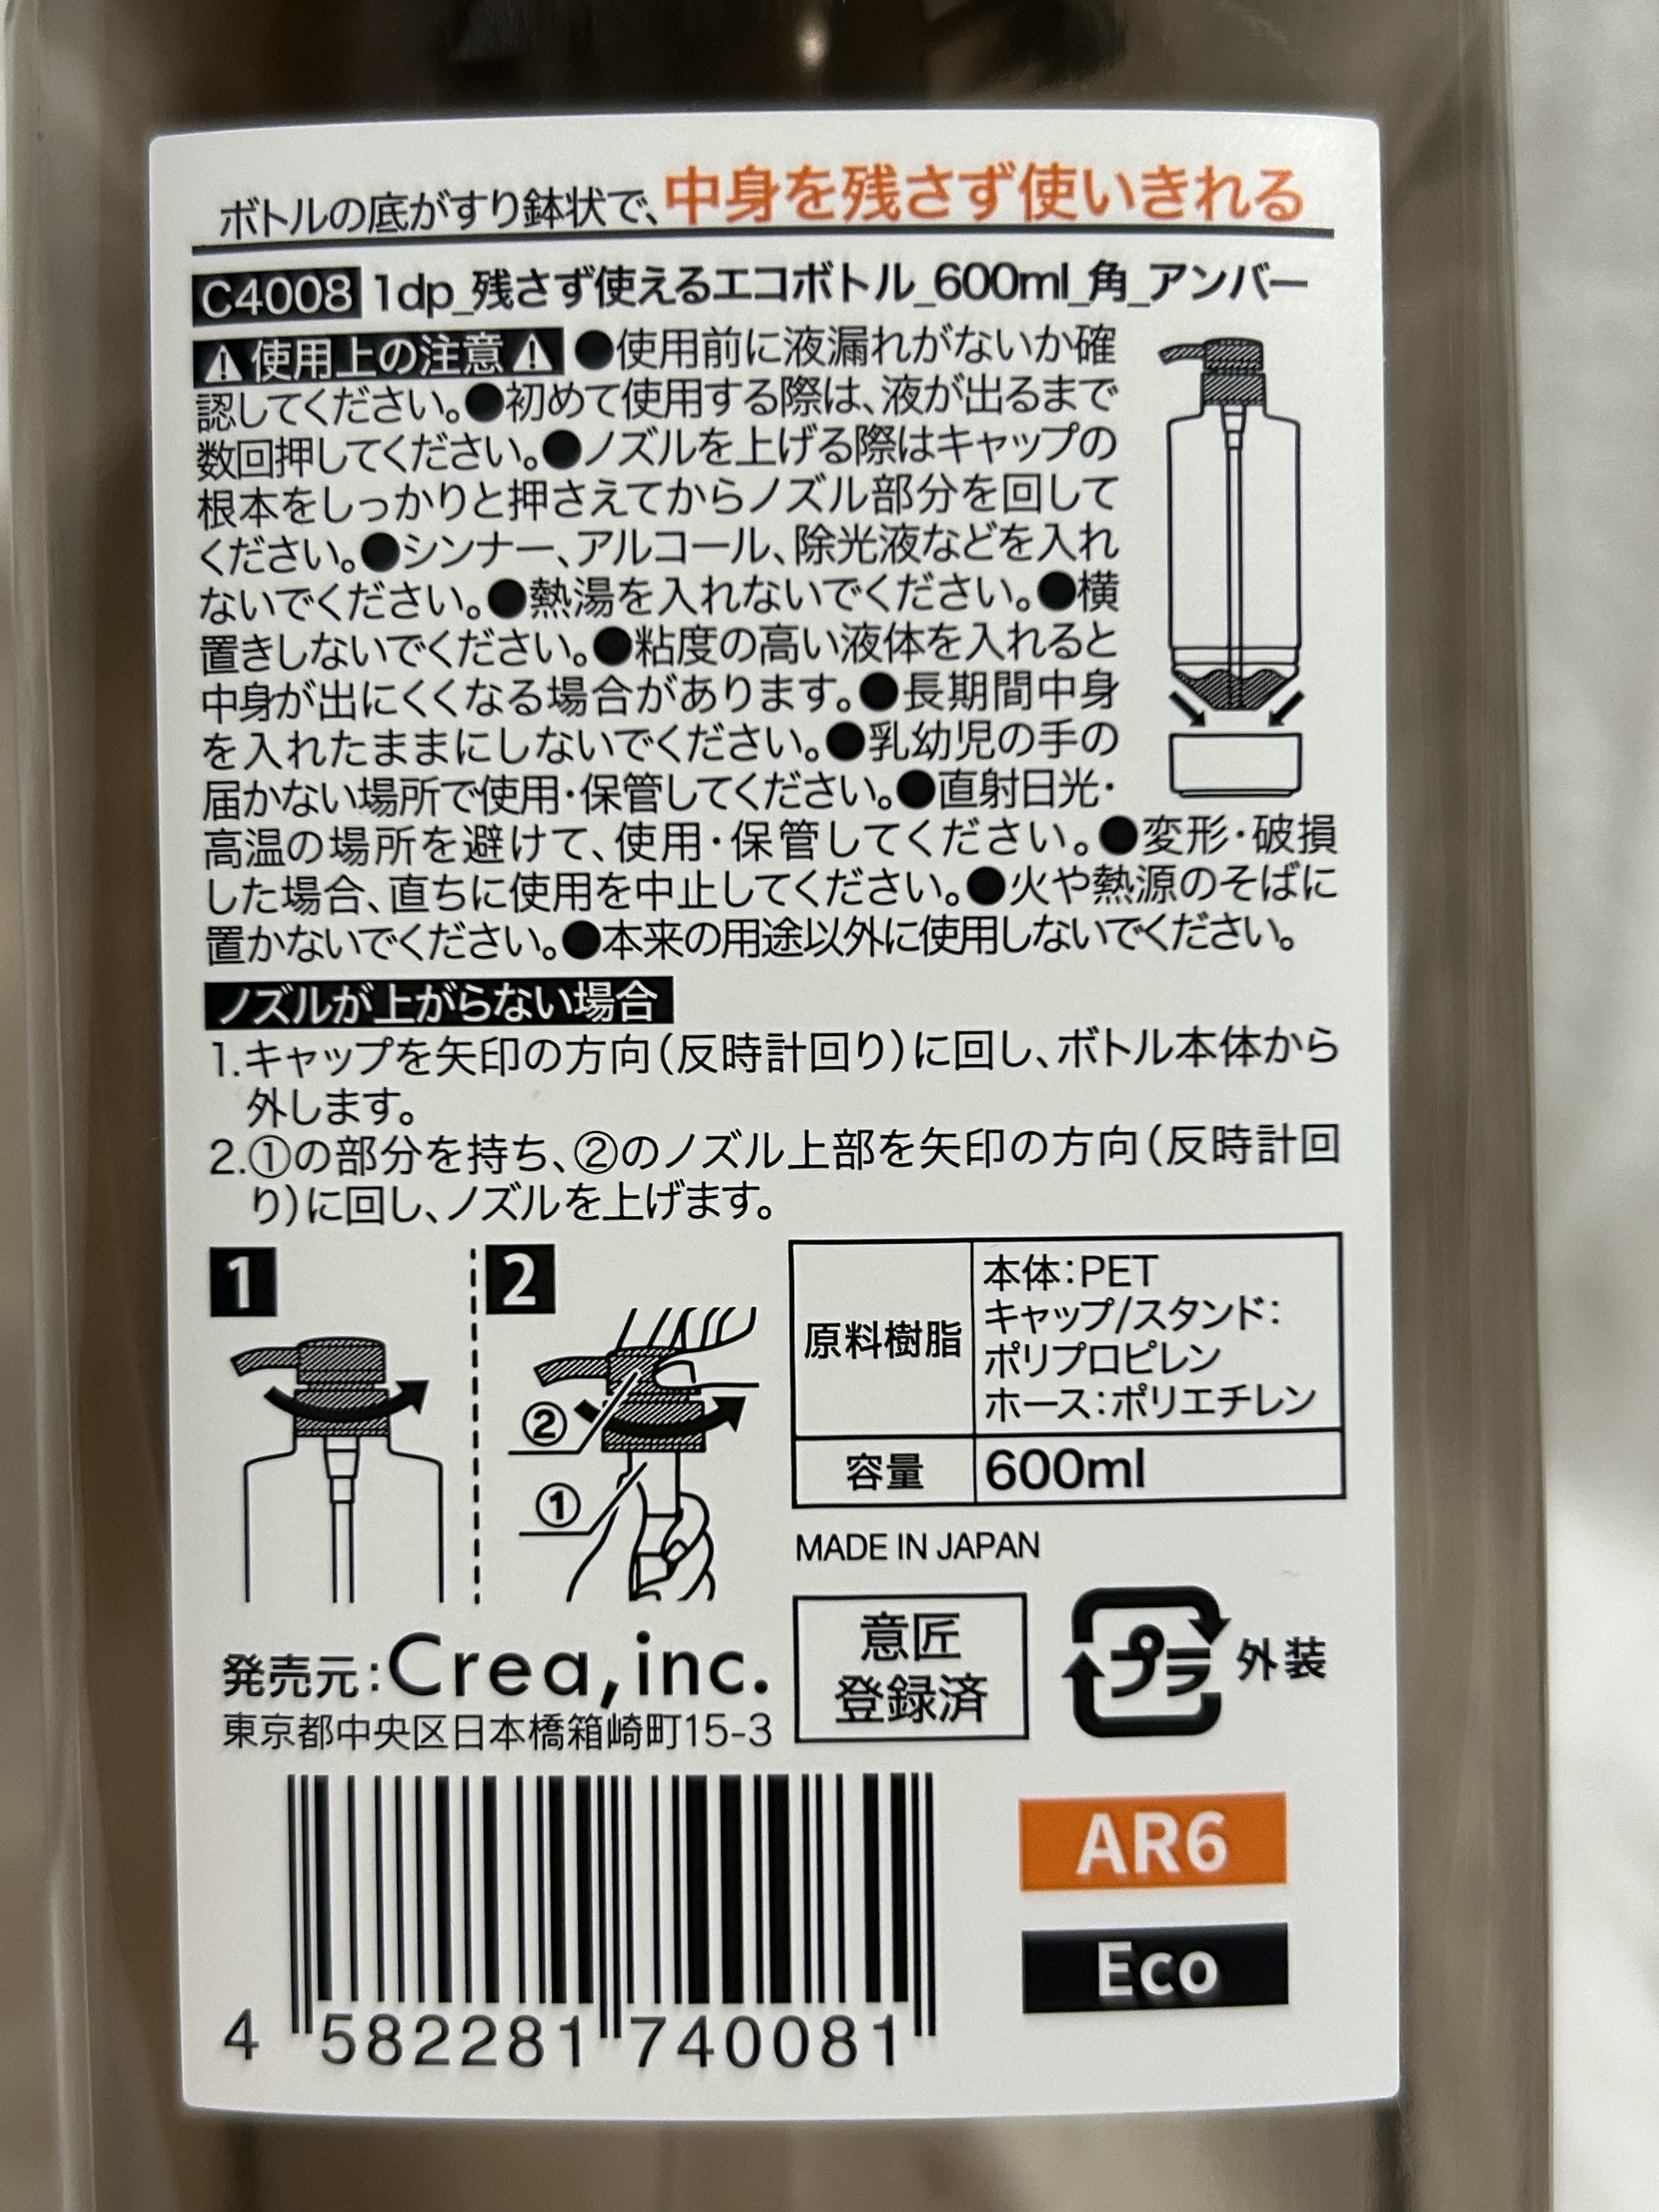 ボトルの底がすり鉢状で、中身を残さず使いきれる
C4008 1dp_残さず使えるエコボトル_600ml_角_アンバー
⚠使用上の注意⚠ ●使用前に液漏れがないか確
認してください。●初めて使用する際は、液が出るまで
数回押してください。●ノズルを上げる際はキャップの
根本をしっかりと押さえてからノズル部分を回して
ください。●シンナー、アルコール、除光液などを入れ
ないでください。●熱湯を入れないでください。●横
置きしないでください。●粘度の高い液体を入れると
中身が出にくくなる場合があります。●長期間中身
を入れたままにしないでください。●乳幼児の手の
届かない場所で使用・保管してください。●直射日光・
高温の場所を避けて、使用・保管してください。●変形・破損
した場合、直ちに使用を中止してください。●火や熱源のそばに
置かないでください。●本来の用途以外に使用しないでください。
ノズルが上がらない場合
1.キャップを矢印の方向(反時計回り)に回し、ボトル本体から
外します。
2.①の部分を持ち、②のノズル上部を矢印の方向(反時計回
り)に回し、ノズルを上げます。
1
2
②
①
原料樹脂
本体:PET
キャップ/スタンド:
ポリプロピレン
ホース:ポリエチレン
容量 600ml
MADE IN JAPAN
意匠
登録済
プラ 外装
発売元:Crea,inc.
東京都中央区日本橋箱崎町15-3
AR6
Eco
4 582281 740081